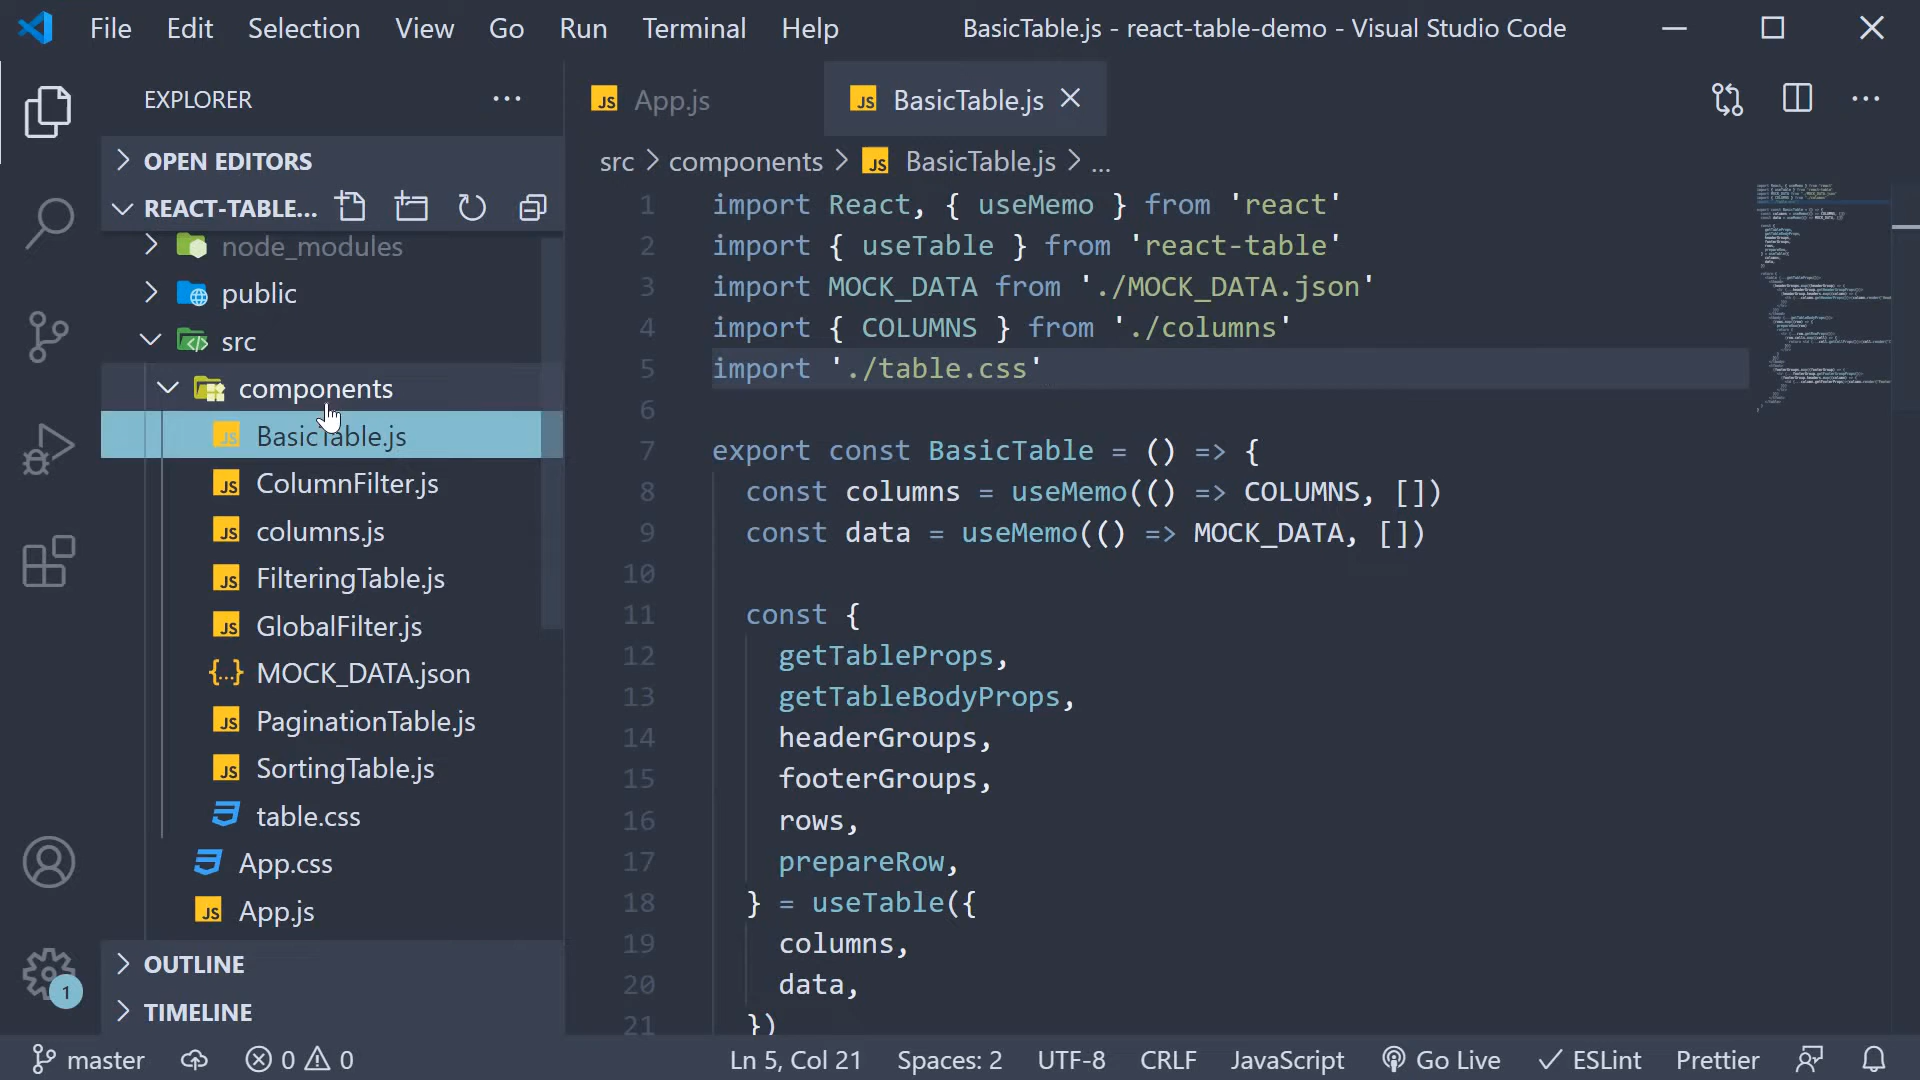 File Edit Selection View Go Run Terminal Help BasicTable.js - react-table-demo - Visual Studio Code
EXPLORER
OPEN EDITORS
REACT-TABLE...
node_modules
public
src
components
BasicTable.js
ColumnFilter.js
columns.js
FilteringTable.js
GlobalFilter.js
{..} MOCK_DATA.json
PaginationTable.js
SortingTable.js
table.css
App.css
App.js
OUTLINE
TIMELINE
1
JS App.js JS BasicTable.js
src > components > JS BasicTable.js > ...
1 import React, { useMemo } from 'react'
2 import { useTable } from 'react-table'
3 import MOCK_DATA from './MOCK_DATA.json'
4 import { COLUMNS } from './columns'
5 import './table.css'
6
7 export const BasicTable = () => {
8 const columns = useMemo(() => COLUMNS, [])
9 const data = useMemo(() => MOCK_DATA, [])
10
11 const {
12 getTableProps,
13 getTableBodyProps,
14 headerGroups,
15 footerGroups,
16 rows,
17 prepareRow,
18 } = useTable({
19 columns,
20 data,
21 })
master 0 0 Ln 5, Col 21 Spaces: 2 UTF-8 CRLF JavaScript Go Live ESLint Prettier